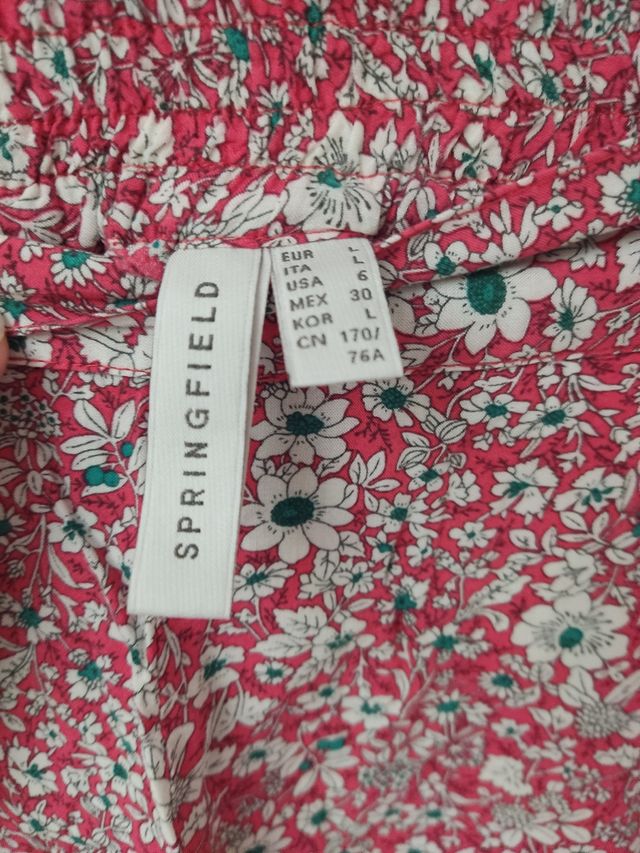 SPRINGFIELD
EUR L
ITA L
USA 6
MEX 30
KOR L
CN 170/
76A